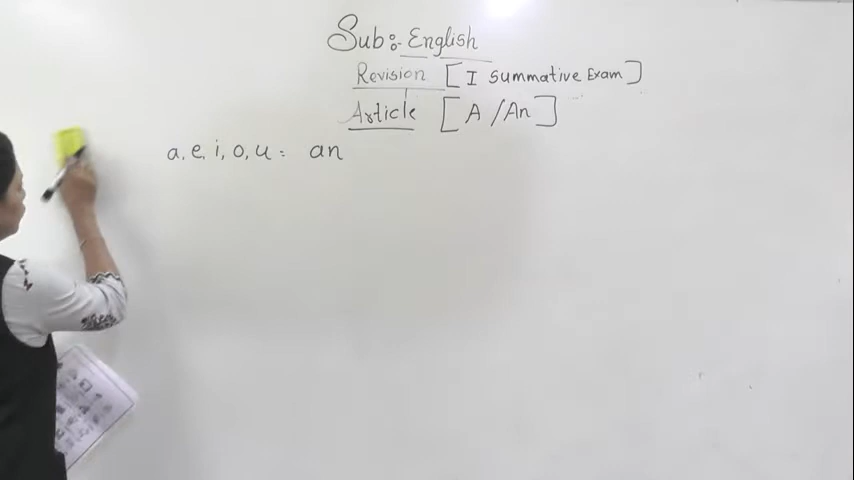 Sub:- English
Revision [I Summative Exam]
Article [A/An]
a, e, i, o, u = an